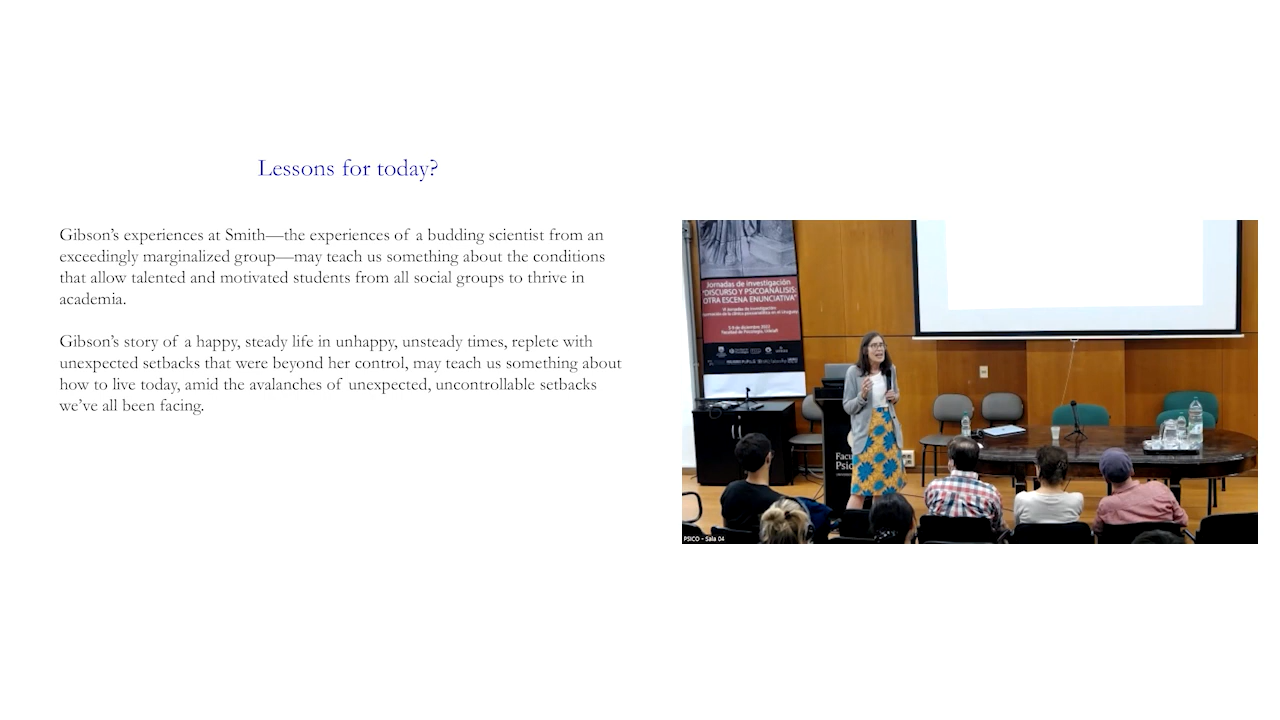 Lessons for today?
Gibson’s experiences at Smith—the experiences of a budding scientist from an
exceedingly marginalized group—may teach us something about the conditions
that allow talented and motivated students from all social groups to thrive in
academia.
Gibson’s story of a happy, steady life in unhappy, unsteady times, replete with
unexpected setbacks that were beyond her control, may teach us something about
how to live today, amid the avalanches of unexpected, uncontrollable setbacks
we’ve all been facing.
Jornadas de investigación
"DISCURSO Y PSICOANÁLISIS:
OTRA ESCENA ENUNCIATIVA"
Facultad de Psicología, UdelaR
Facu
Psic
PSICO - Sala 04